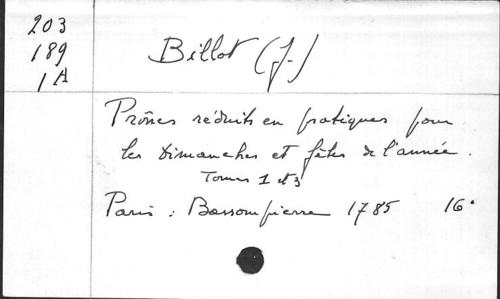 203
189
1A
Billot (J.)
Prônes réduits en pratiques pour
les dimanches et fêtes de l'année.
Tomes 1 et 3
Paris : Bassompierre 1785 16°